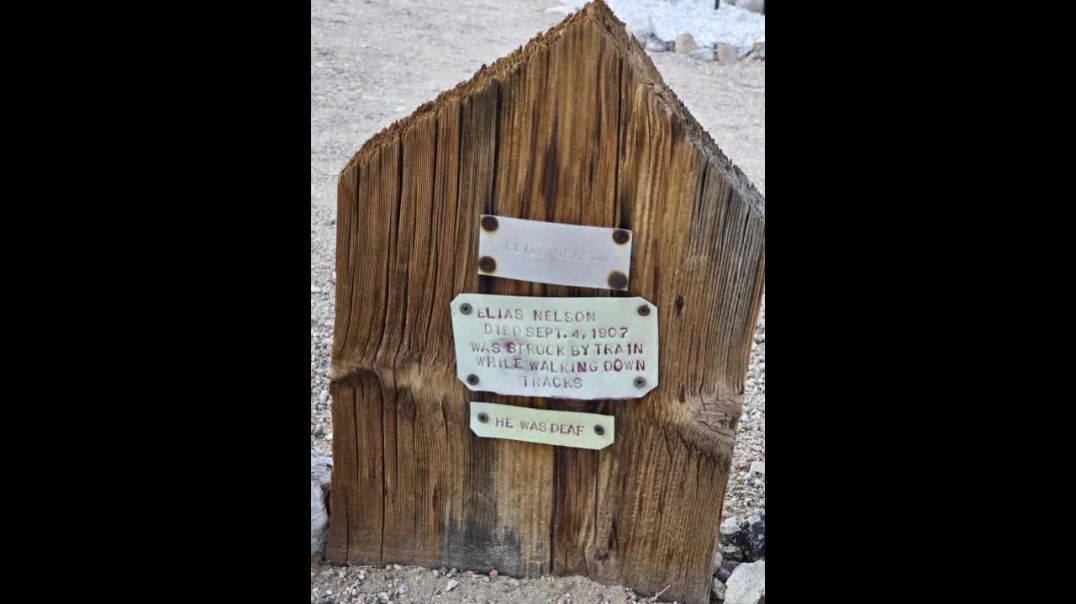 ELIAS NELSON
ELIAS NELSON
DIED SEPT. 4, 1907
WAS STRUCK BY TRAIN
WHILE WALKING DOWN
TRACKS
HE WAS DEAF